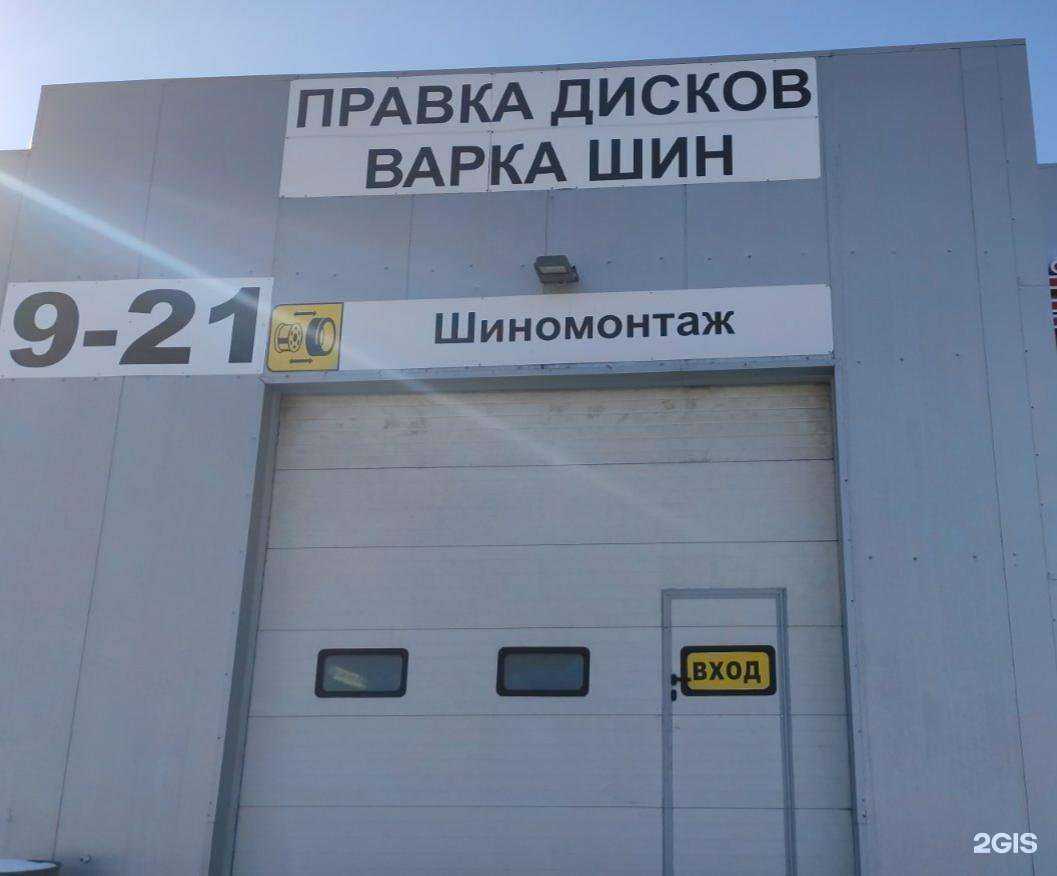 ПРАВКА ДИСКОВ
ВАРКА ШИН
9-21
Шиномонтаж
ВХОД
2GIS